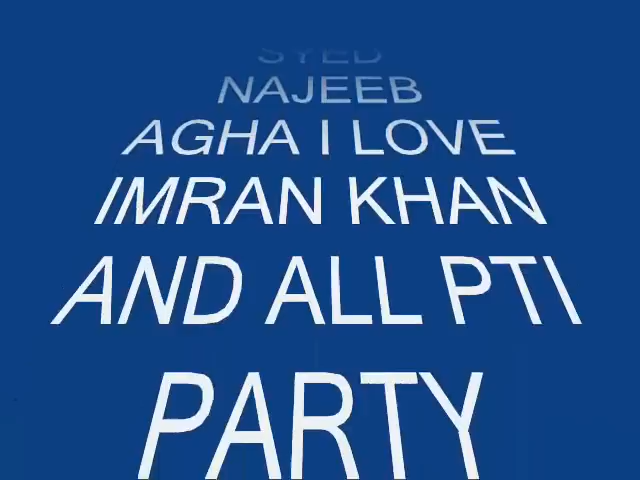 SYED
NAJEEB
AGHA I LOVE
IMRAN KHAN
AND ALL PTI
PARTY